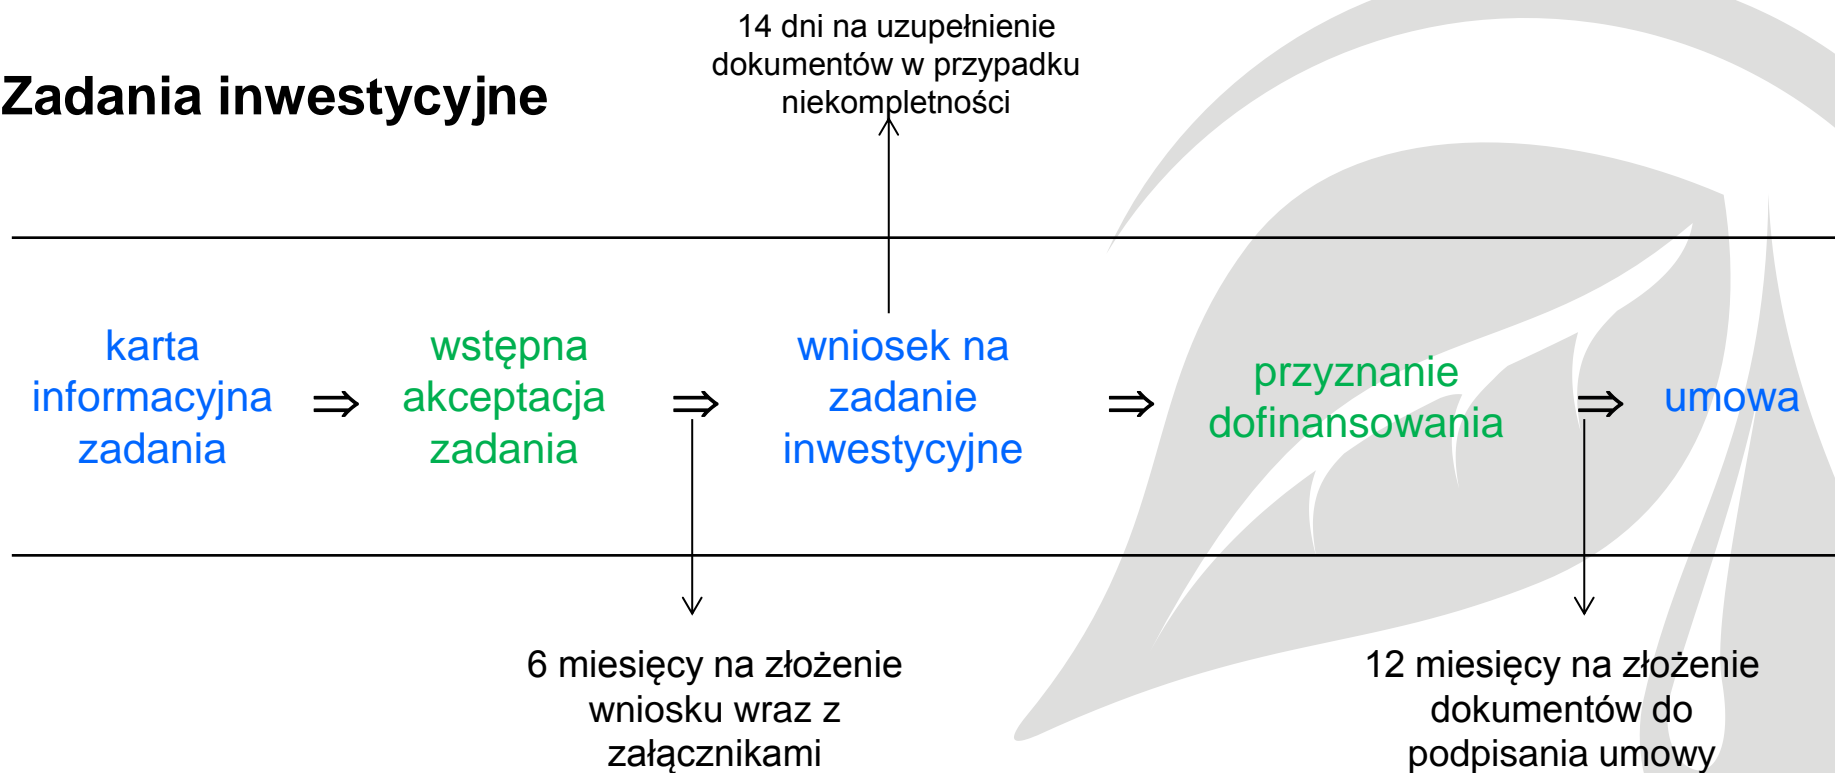 14 dni na uzupełnienie
dokumentów w przypadku
niekompletności
Zadania inwestycyjne
karta
informacyjna
zadania
⇒
wstępna
akceptacja
zadania
⇒
wniosek na
zadanie
inwestycyjne
⇒
przyznanie
dofinansowania
⇒
umowa
6 miesięcy na złożenie
wniosku wraz z
załącznikami
12 miesięcy na złożenie
dokumentów do
podpisania umowy